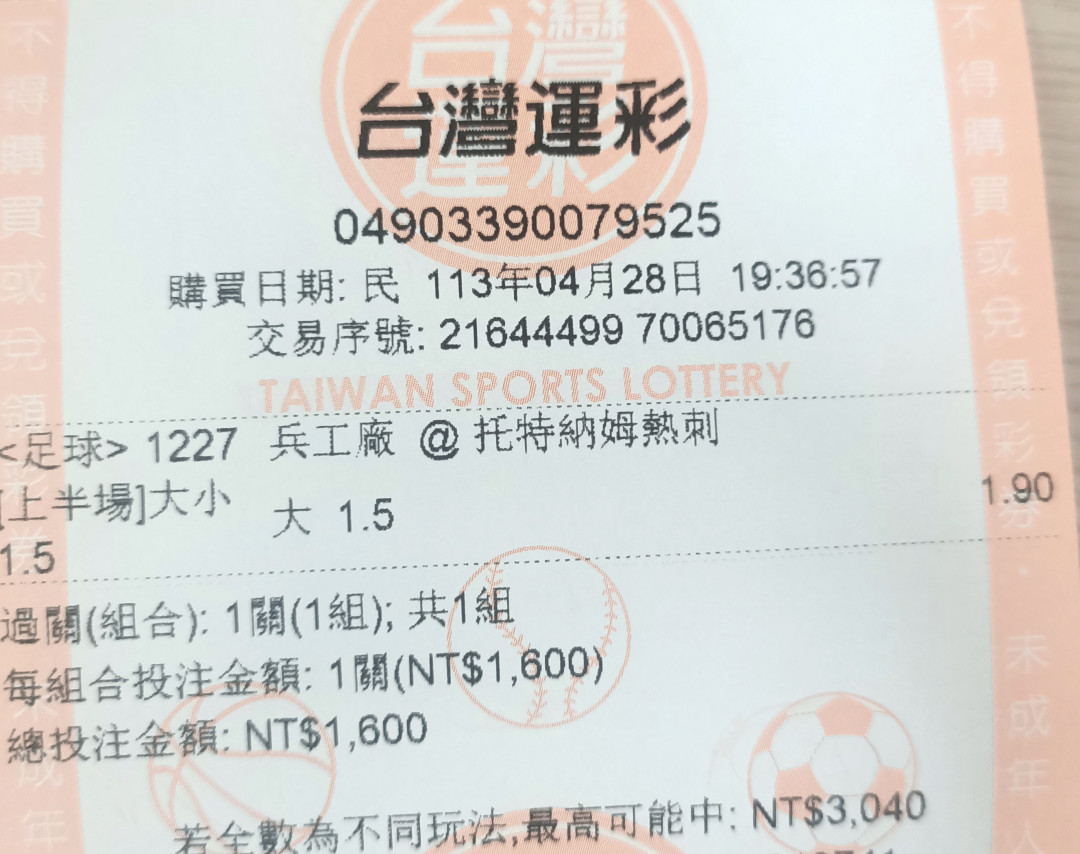 台灣運彩
04903390079525
購買日期: 民 113年04月28日 19:36:57
交易序號: 21644499 70065176
TAIWAN SPORTS LOTTERY
<足球> 1227 兵工廠 @ 托特納姆熱刺
[上半場]大小 大 1.5 1.90
1.5
過關(組合): 1關(1組); 共1組
每組合投注金額: 1關(NT$1,600)
總投注金額: NT$1,600
若全數為不同玩法,最高可能中: NT$3,040
不得購買或兌領彩券
不得購買或兌領彩券.未成年人